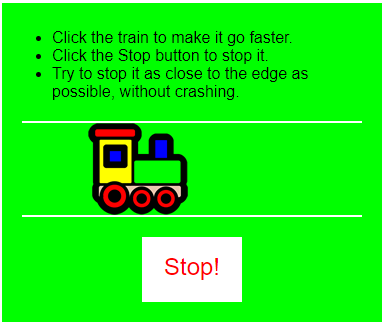 Click the train to make it go faster.
Click the Stop button to stop it.
Try to stop it as close to the edge as
possible, without crashing.
Stop!